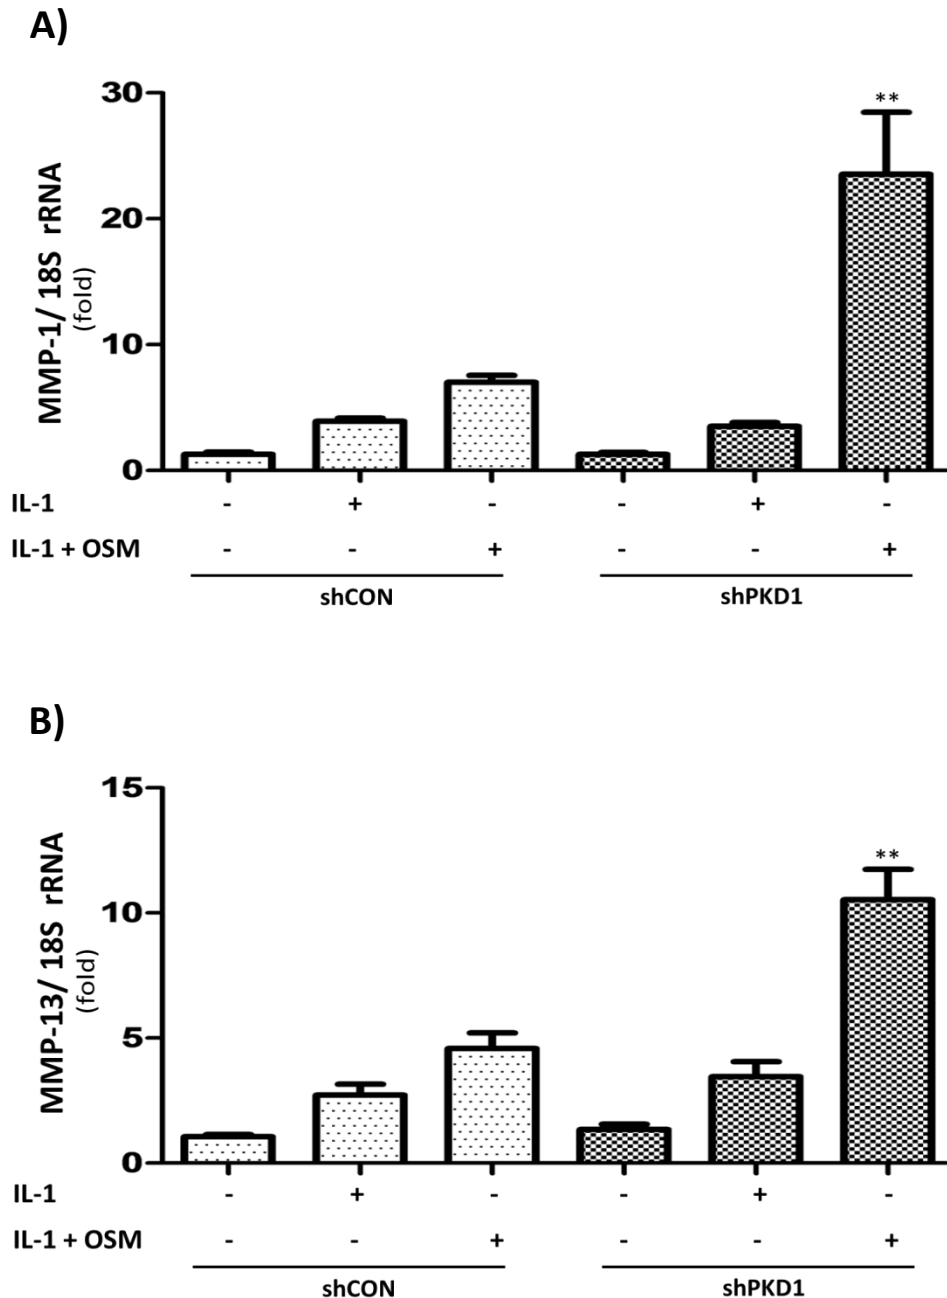 A)
MMP-1/ 18S rRNA
(fold)
30
20
10
0
**
IL-1 - + - - + -
IL-1 + OSM - - + - - +
shCON shPKD1
B)
MMP-13/ 18S rRNA
(fold)
15
10
5
0
**
IL-1 - + - - + -
IL-1 + OSM - - + - - +
shCON shPKD1